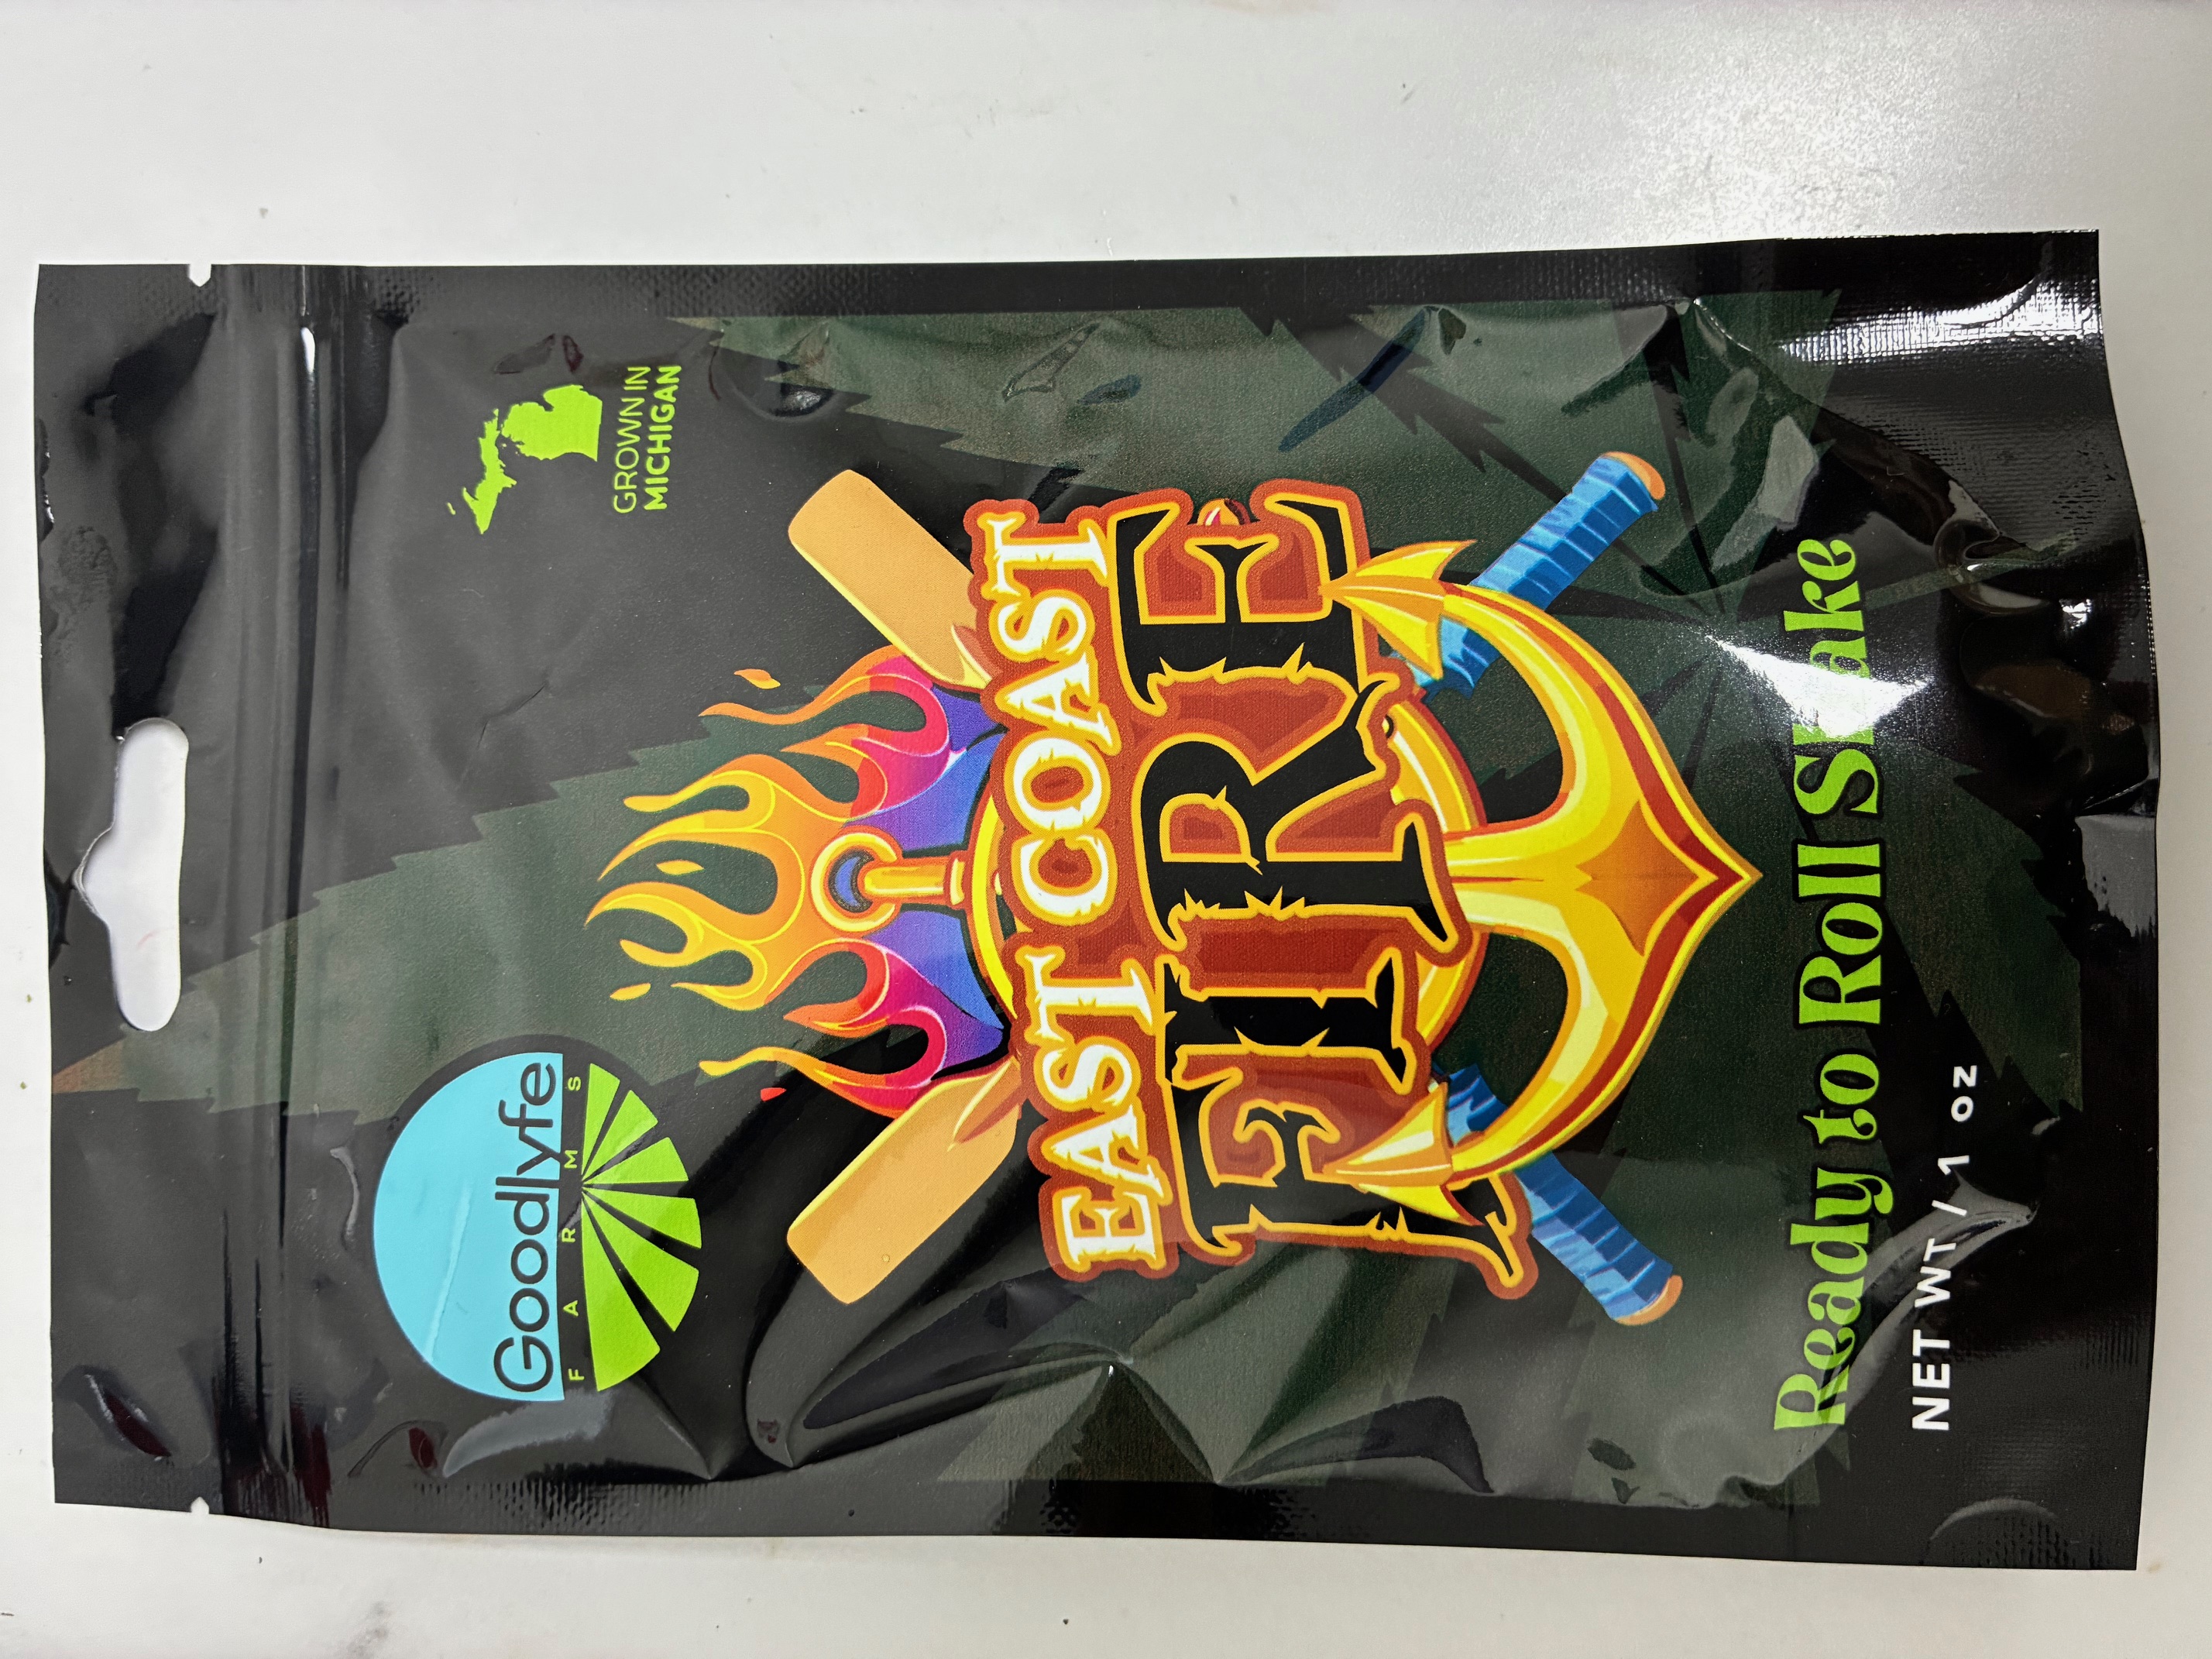 Goodlyfe
FARMS
GROWN IN
MICHIGAN
EAST COAST
FIRE
Ready to Roll Shake
NET WT / 1 OZ